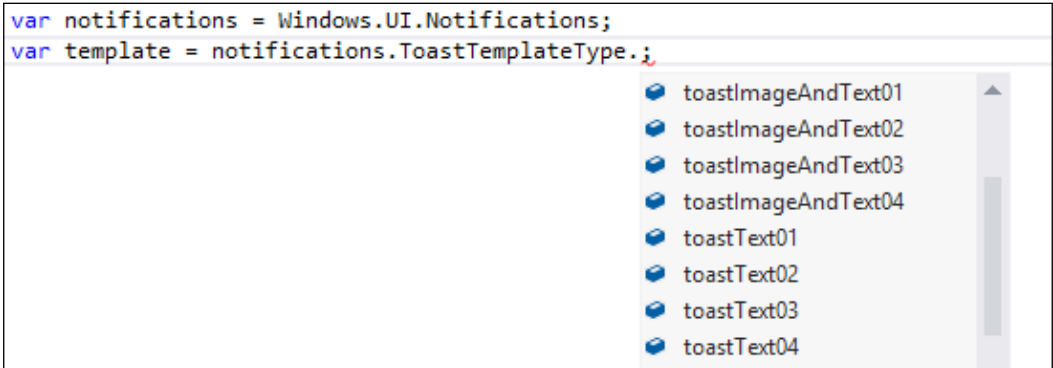 var notifications = Windows.UI.Notifications;
var template = notifications.ToastTemplateType.;
toastImageAndText01
toastImageAndText02
toastImageAndText03
toastImageAndText04
toastText01
toastText02
toastText03
toastText04